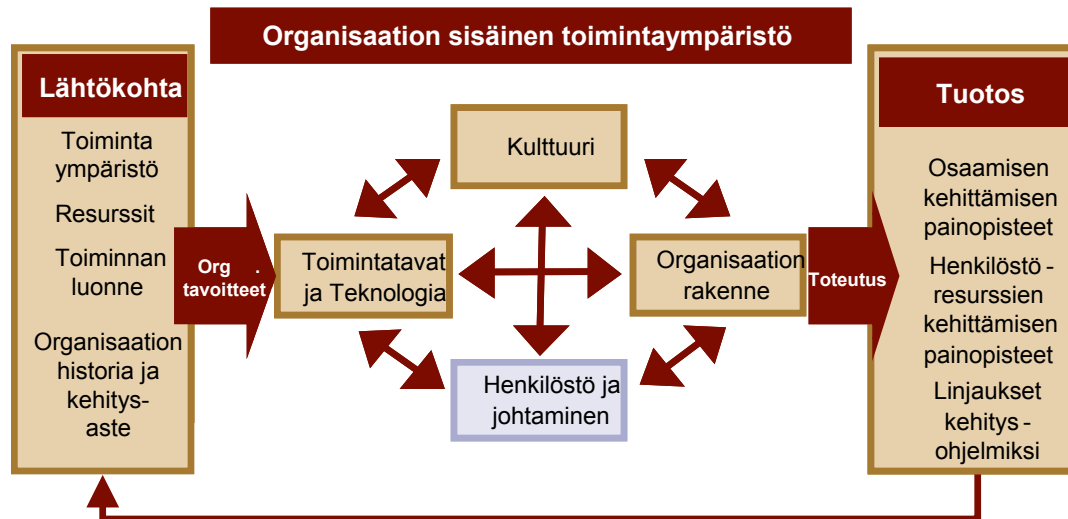 Organisaation sisäinen toimintaympäristö
Lähtökohta
Toiminta
ympäristö
Resurssit
Toiminnan
luonne
Organisaation
historia ja
kehitys-
aste
Org .
tavoitteet
Kulttuuri
Toimintatavat
ja Teknologia
Organisaation
rakenne
Henkilöstö ja
johtaminen
Toteutus
Tuotos
Osaamisen
kehittämisen
painopisteet
Henkilöstö -
resurssien
kehittämisen
painopisteet
Linjaukset
kehitys -
ohjelmiksi